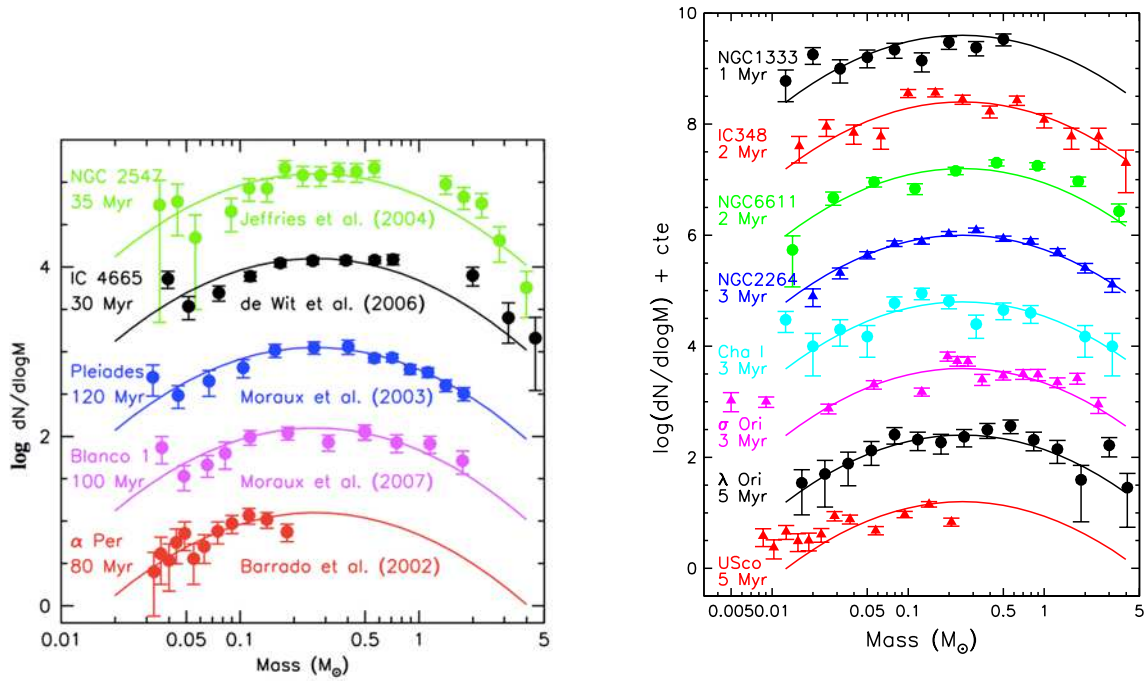 NGC 2547
35 Myr
Jeffries et al. (2004)
IC 4665
30 Myr
de Wit et al. (2006)
Pleiades
120 Myr
Moraux et al. (2003)
Blanco 1
100 Myr
Moraux et al. (2007)
α Per
80 Myr
Barrado et al. (2002)
log dN/dlogM
4
2
0
0.01
0.05
0.1
0.5
1
5
Mass (M⊙)
NGC1333
1 Myr
IC348
2 Myr
NGC6611
2 Myr
NGC2264
3 Myr
Cha I
3 Myr
σ Ori
3 Myr
λ Ori
5 Myr
USco
5 Myr
log(dN/dlogM) + cte
10
8
6
4
2
0
0.005
0.01
0.05
0.1
0.5
1
5
Mass (M⊙)